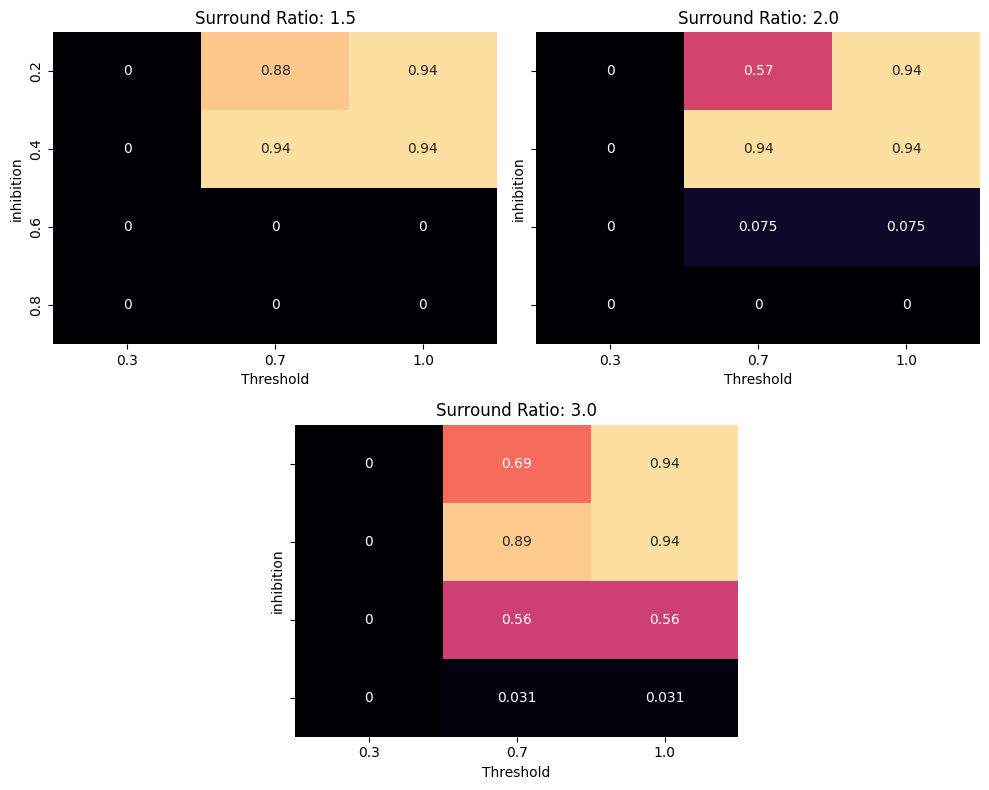 Surround Ratio: 1.5
0.2 0 0.88 0.94
0.4 0 0.94 0.94
0.6 0 0 0
0.8 0 0 0
inhibition
0.3 0.7 1.0
Threshold
Surround Ratio: 2.0
0 0.57 0.94
0 0.94 0.94
0 0.075 0.075
0 0 0
inhibition
0.3 0.7 1.0
Threshold
Surround Ratio: 3.0
0 0.69 0.94
0 0.89 0.94
0 0.56 0.56
0 0.031 0.031
inhibition
0.3 0.7 1.0
Threshold